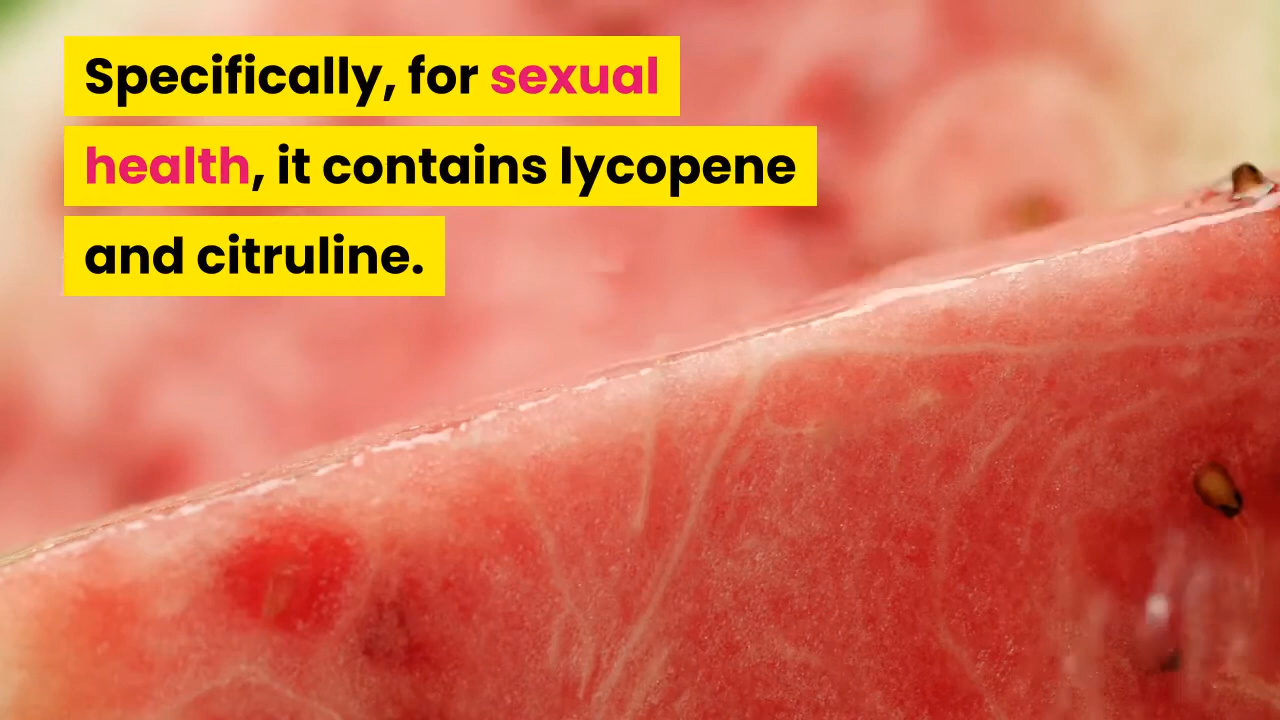 Specifically, for sexual
health, it contains lycopene
and citruline.